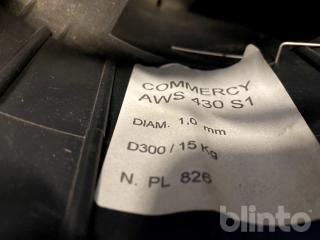 COMMERCY
AWS 430 S1
DIAM. 1,0 mm
D300 / 15 Kg
N. PL 826
blinto